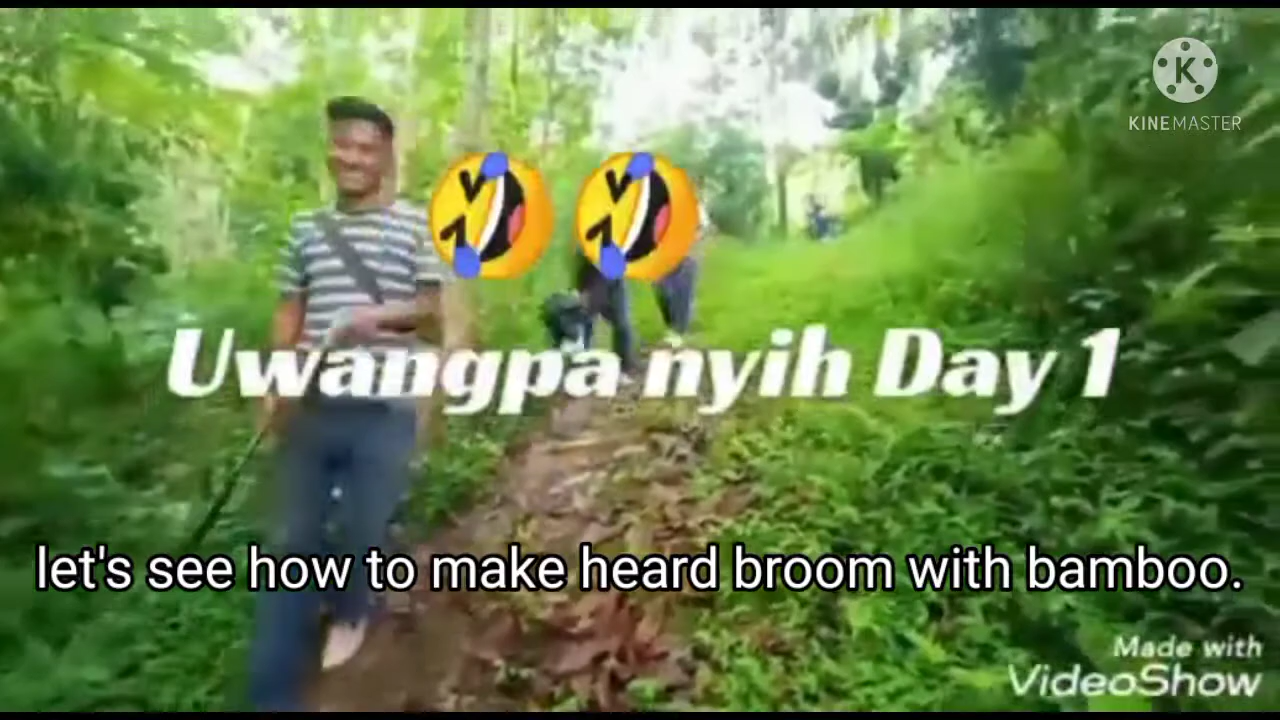 KINEMASTER
Uwangpa nyih Day 1
let's see how to make heard broom with bamboo.
Made with
VideoShow